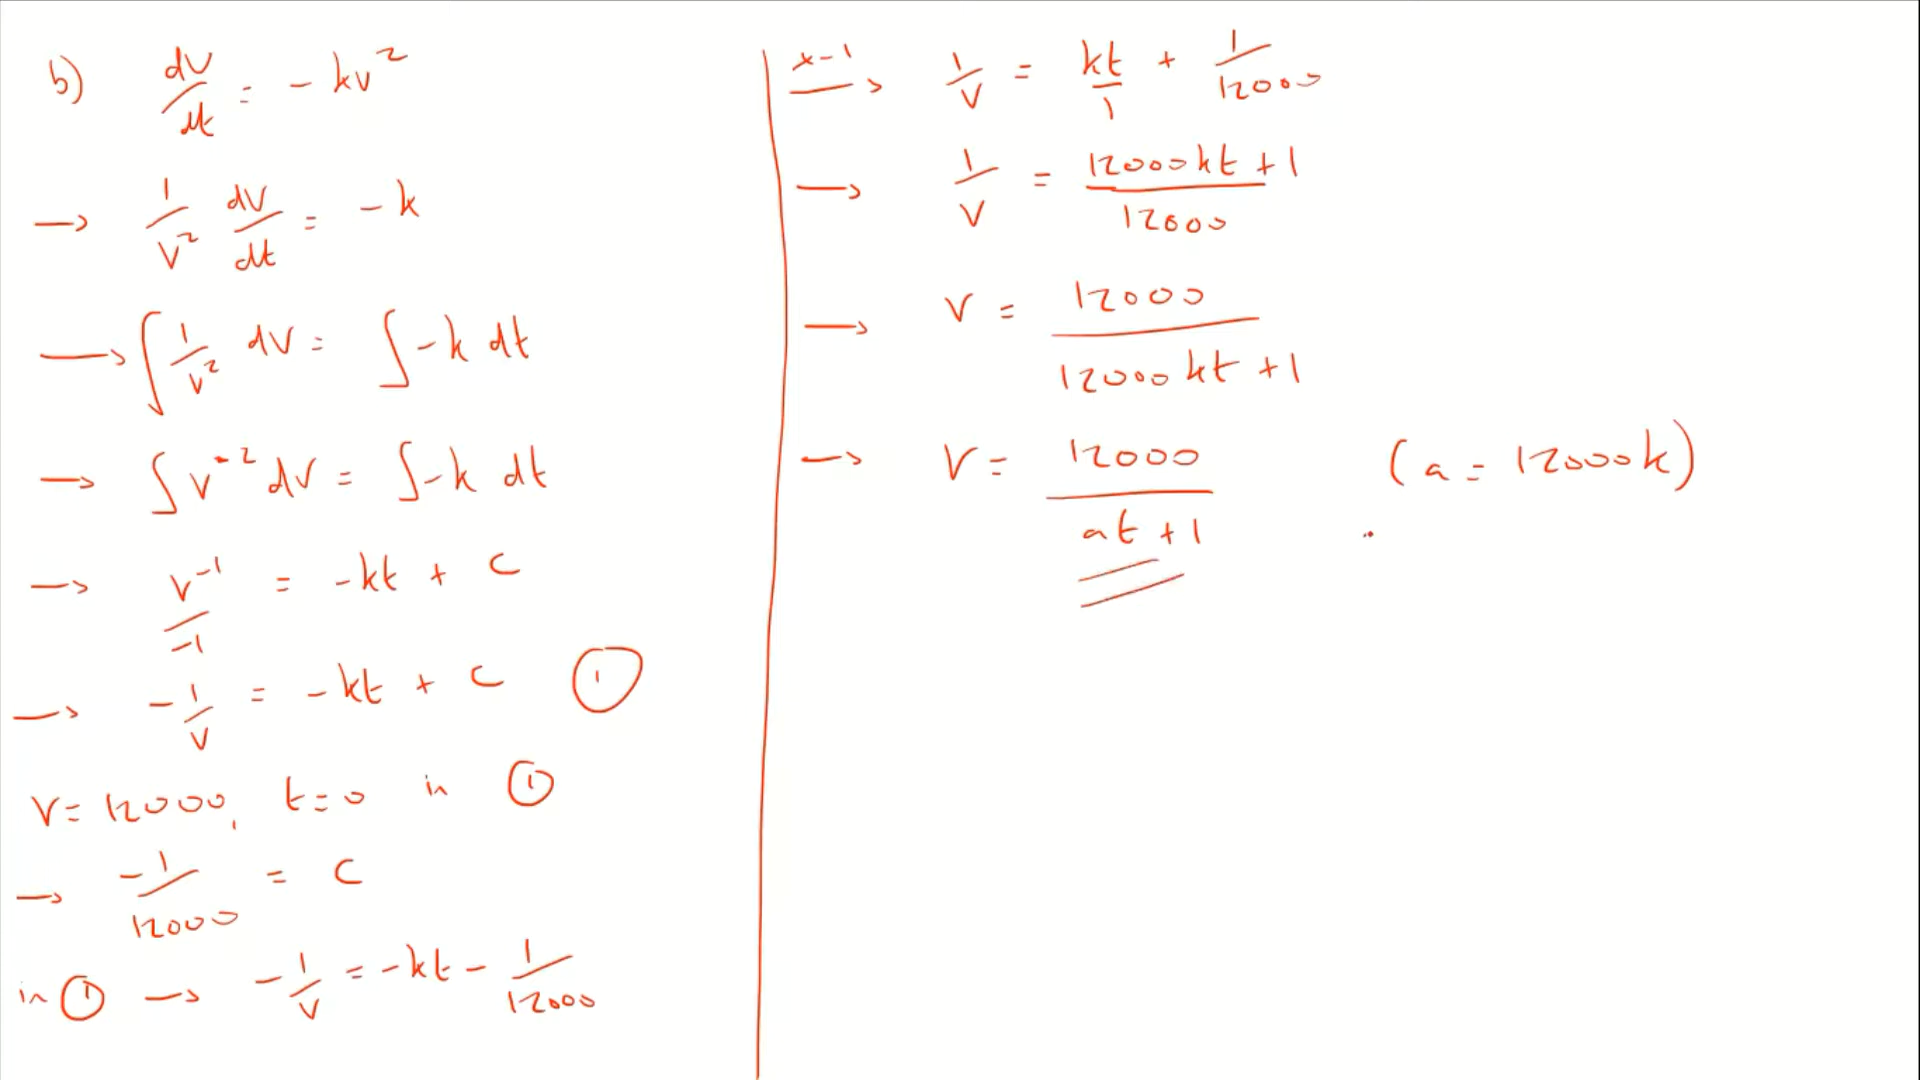 b) dv/dt = -kv²
→ 1/v² dv/dt = -k
→ ∫ 1/v² dv = ∫ -k dt
→ ∫ v⁻² dv = ∫ -k dt
→ v⁻¹/-1 = -kt + c
→ -1/v = -kt + c ①
v = 12000, t = 0 in ①
→ -1/12000 = c
in ① → -1/v = -kt - 1/12000
x-1 → 1/v = kt/1 + 1/12000
→ 1/v = 12000kt + 1/12000
→ v = 12000/12000kt + 1
→ v = 12000/at + 1 (a = 12000k)